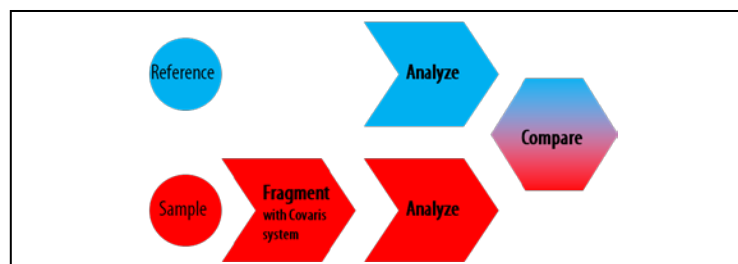 Reference
Analyze
Compare
Sample
Fragment
with Covaris
system
Analyze